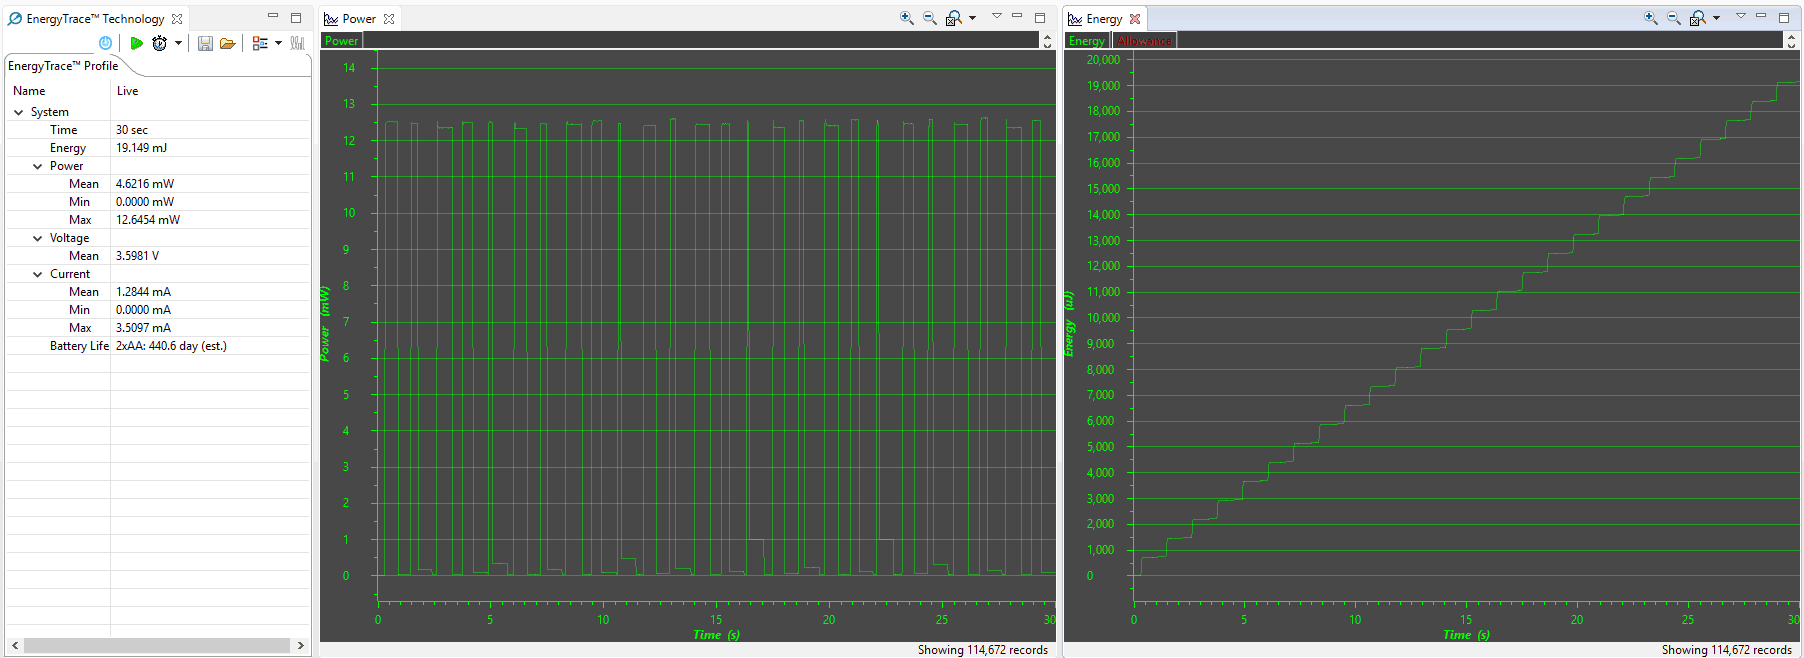 EnergyTrace™ Technology
EnergyTrace™ Profile
Name Live
System
Time 30 sec
Energy 19.149 mJ
Power
Mean 4.6216 mW
Min 0.0000 mW
Max 12.6454 mW
Voltage
Mean 3.5981 V
Current
Mean 1.2844 mA
Min 0.0000 mA
Max 3.5097 mA
Battery Life 2xAA: 440.6 day (est.)
Power
Power
14
13
12
11
10
9
8
7
6
5
4
3
2
1
0
Power (mW)
0 5 10 15 20 25 30
Time (s)
Showing 114,672 records
Energy
Energy Allowance
20,000
19,000
18,000
17,000
16,000
15,000
14,000
13,000
12,000
11,000
10,000
9,000
8,000
7,000
6,000
5,000
4,000
3,000
2,000
1,000
0
Energy (uJ)
0 5 10 15 20 25 30
Time (s)
Showing 114,672 records